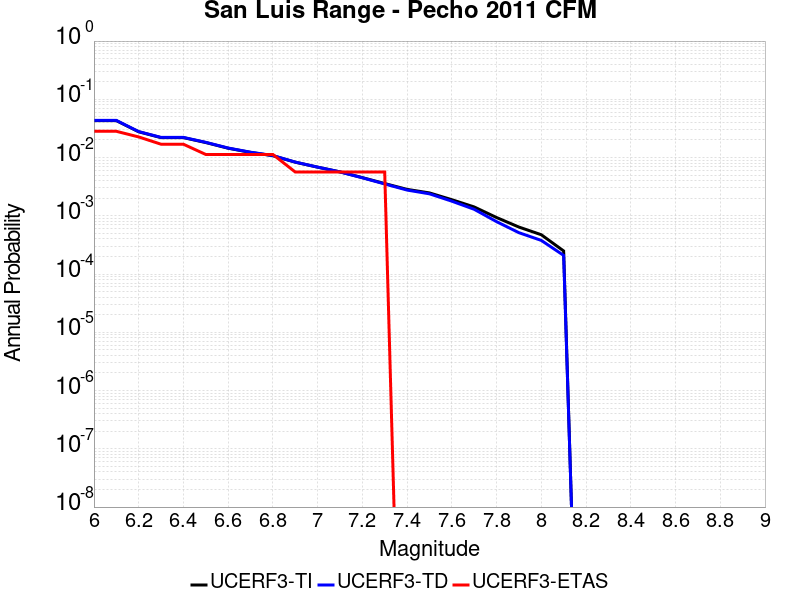 San Luis Range - Pecho 2011 CFM
10^0
10^-1
10^-2
10^-3
10^-4
10^-5
10^-6
10^-7
10^-8
Annual Probability
6 6.2 6.4 6.6 6.8 7 7.2 7.4 7.6 7.8 8 8.2 8.4 8.6 8.8 9
Magnitude
UCERF3-TI UCERF3-TD UCERF3-ETAS